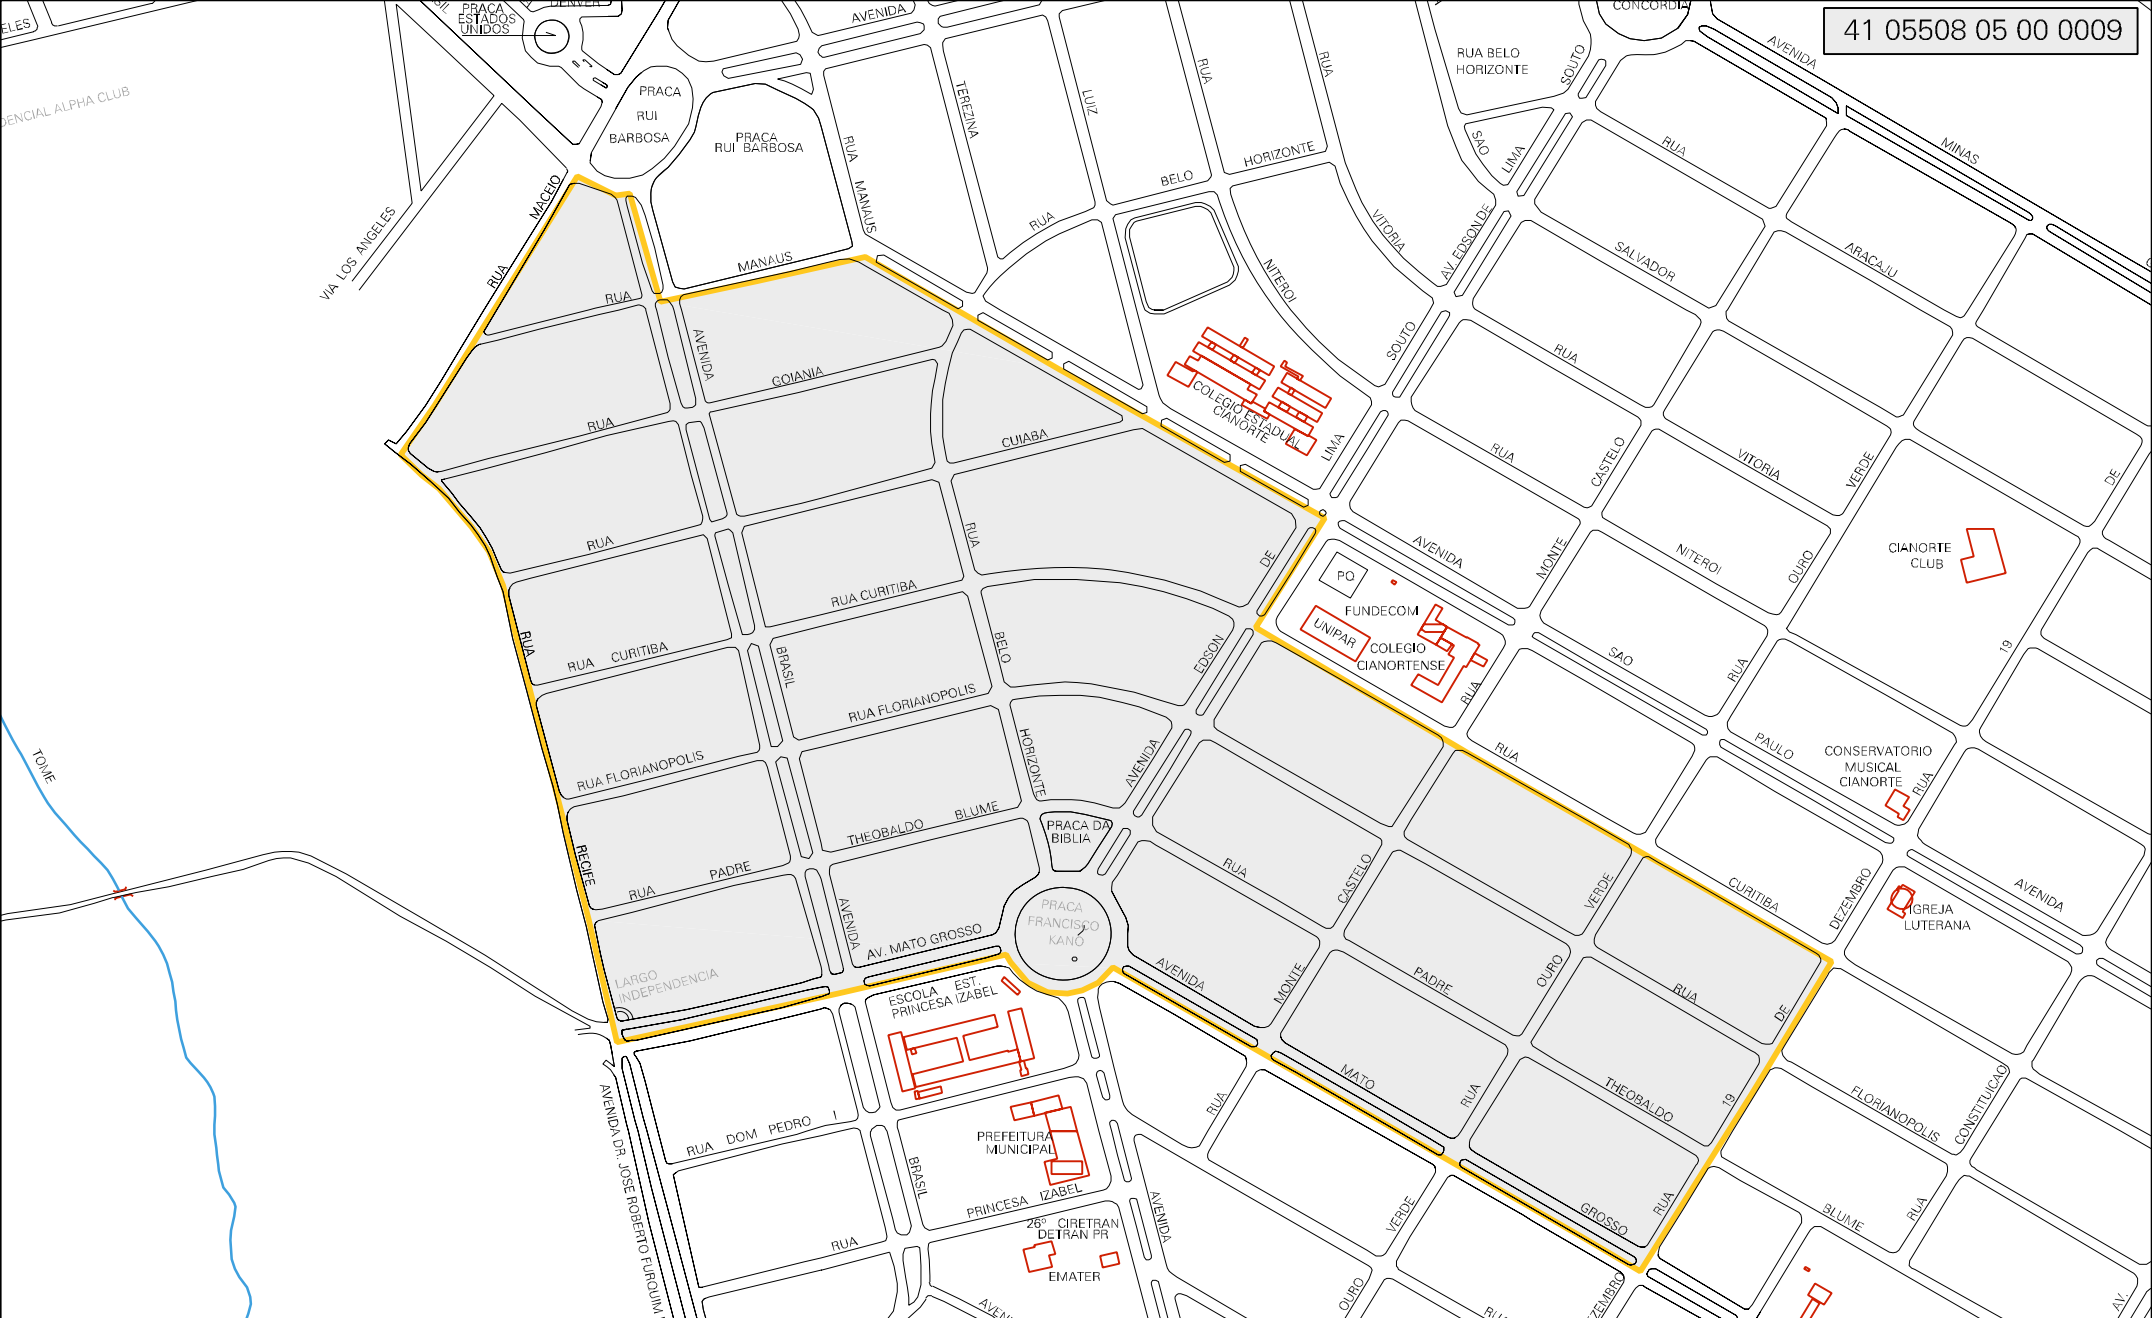 41 05508 05 00 0009
PRACA
ESTADOS
UNIDOS
DENVER
CONCORDIA
AVENIDA
AVENIDA
MINAS
RUA BELO
HORIZONTE
SOUTO
PRACA
RUI
BARBOSA
PRACA
RUI BARBOSA
RUA
MANAUS
TEREZINA
LUIZ
RUA
RUA
SAO
LIMA
RUA
DENCIAL ALPHA CLUB
VIA LOS ANGELES
RUA
MACEIO
BELO
HORIZONTE
RUA
VITORIA
AV. EDSON DE
SALVADOR
ARACAJU
MANAUS
NITEROI
RUA
AVENIDA
GOIANIA
SOUTO
RUA
COLEGIO ESTADUAL
CIANORTE
CUIABA
LIMA
RUA
CASTELO
VITORIA
VERDE
DE
RUA
RUA
RUA
DE
AVENIDA
MONTE
NITEROI
OURO
CIANORTE
CLUB
PQ
FUNDECOM
UNIPAR
COLEGIO
CIANORTENSE
RUA CURITIBA
RUA
RUA CURITIBA
BRASIL
BELO
EDSON
RUA
SAO
RUA
19
RUA FLORIANOPOLIS
RUA FLORIANOPOLIS
HORIZONTE
AVENIDA
RUA
PAULO
CONSERVATORIO
MUSICAL
CIANORTE
RUA
TOME
THEOBALDO BLUME
PRACA DA
BIBLIA
RECIFE
RUA PADRE
RUA
CASTELO
VERDE
CURITIBA
DEZEMBRO
AVENIDA
IGREJA
LUTERANA
AVENIDA
AV. MATO GROSSO
PRACA
FRANCISCO
KANO
LARGO
INDEPENDENCIA
ESCOLA EST.
PRINCESA IZABEL
AVENIDA
MONTE
PADRE
OURO
RUA
DE
MATO
RUA
THEOBALDO
19
FLORIANOPOLIS
CONSTITUICAO
AVENIDA DR. JOSE ROBERTO FURQUIM
RUA DOM PEDRO I
PREFEITURA
MUNICIPAL
RUA
BRASIL
PRINCESA IZABEL
RUA
26º CIRETRAN
DETRAN PR
EMATER
AVENIDA
VERDE
GROSSO
RUA
BLUME
RUA
OURO
AV.